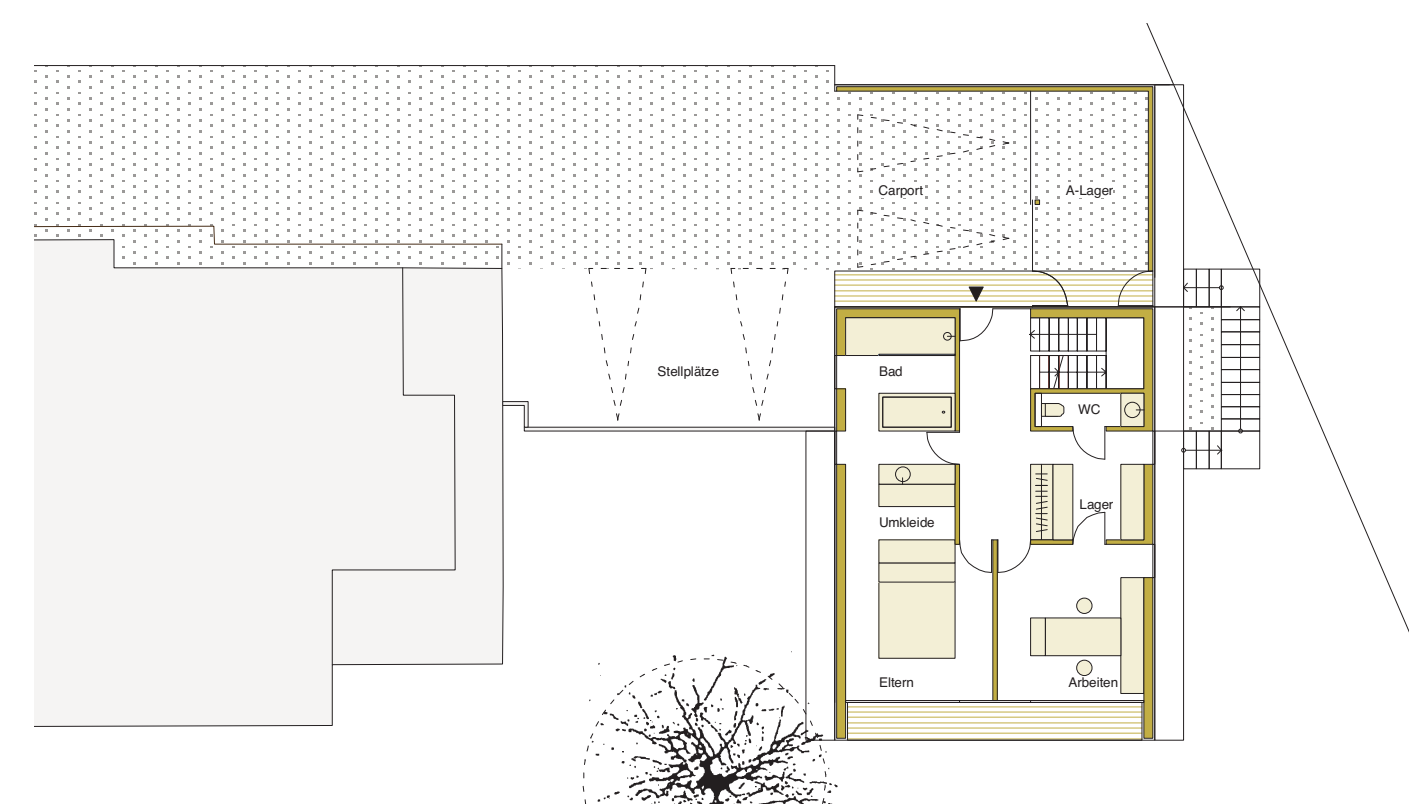 Carport
A-Lager
Stellplätze
Bad
WC
Lager
Umkleide
Eltern
Arbeiten